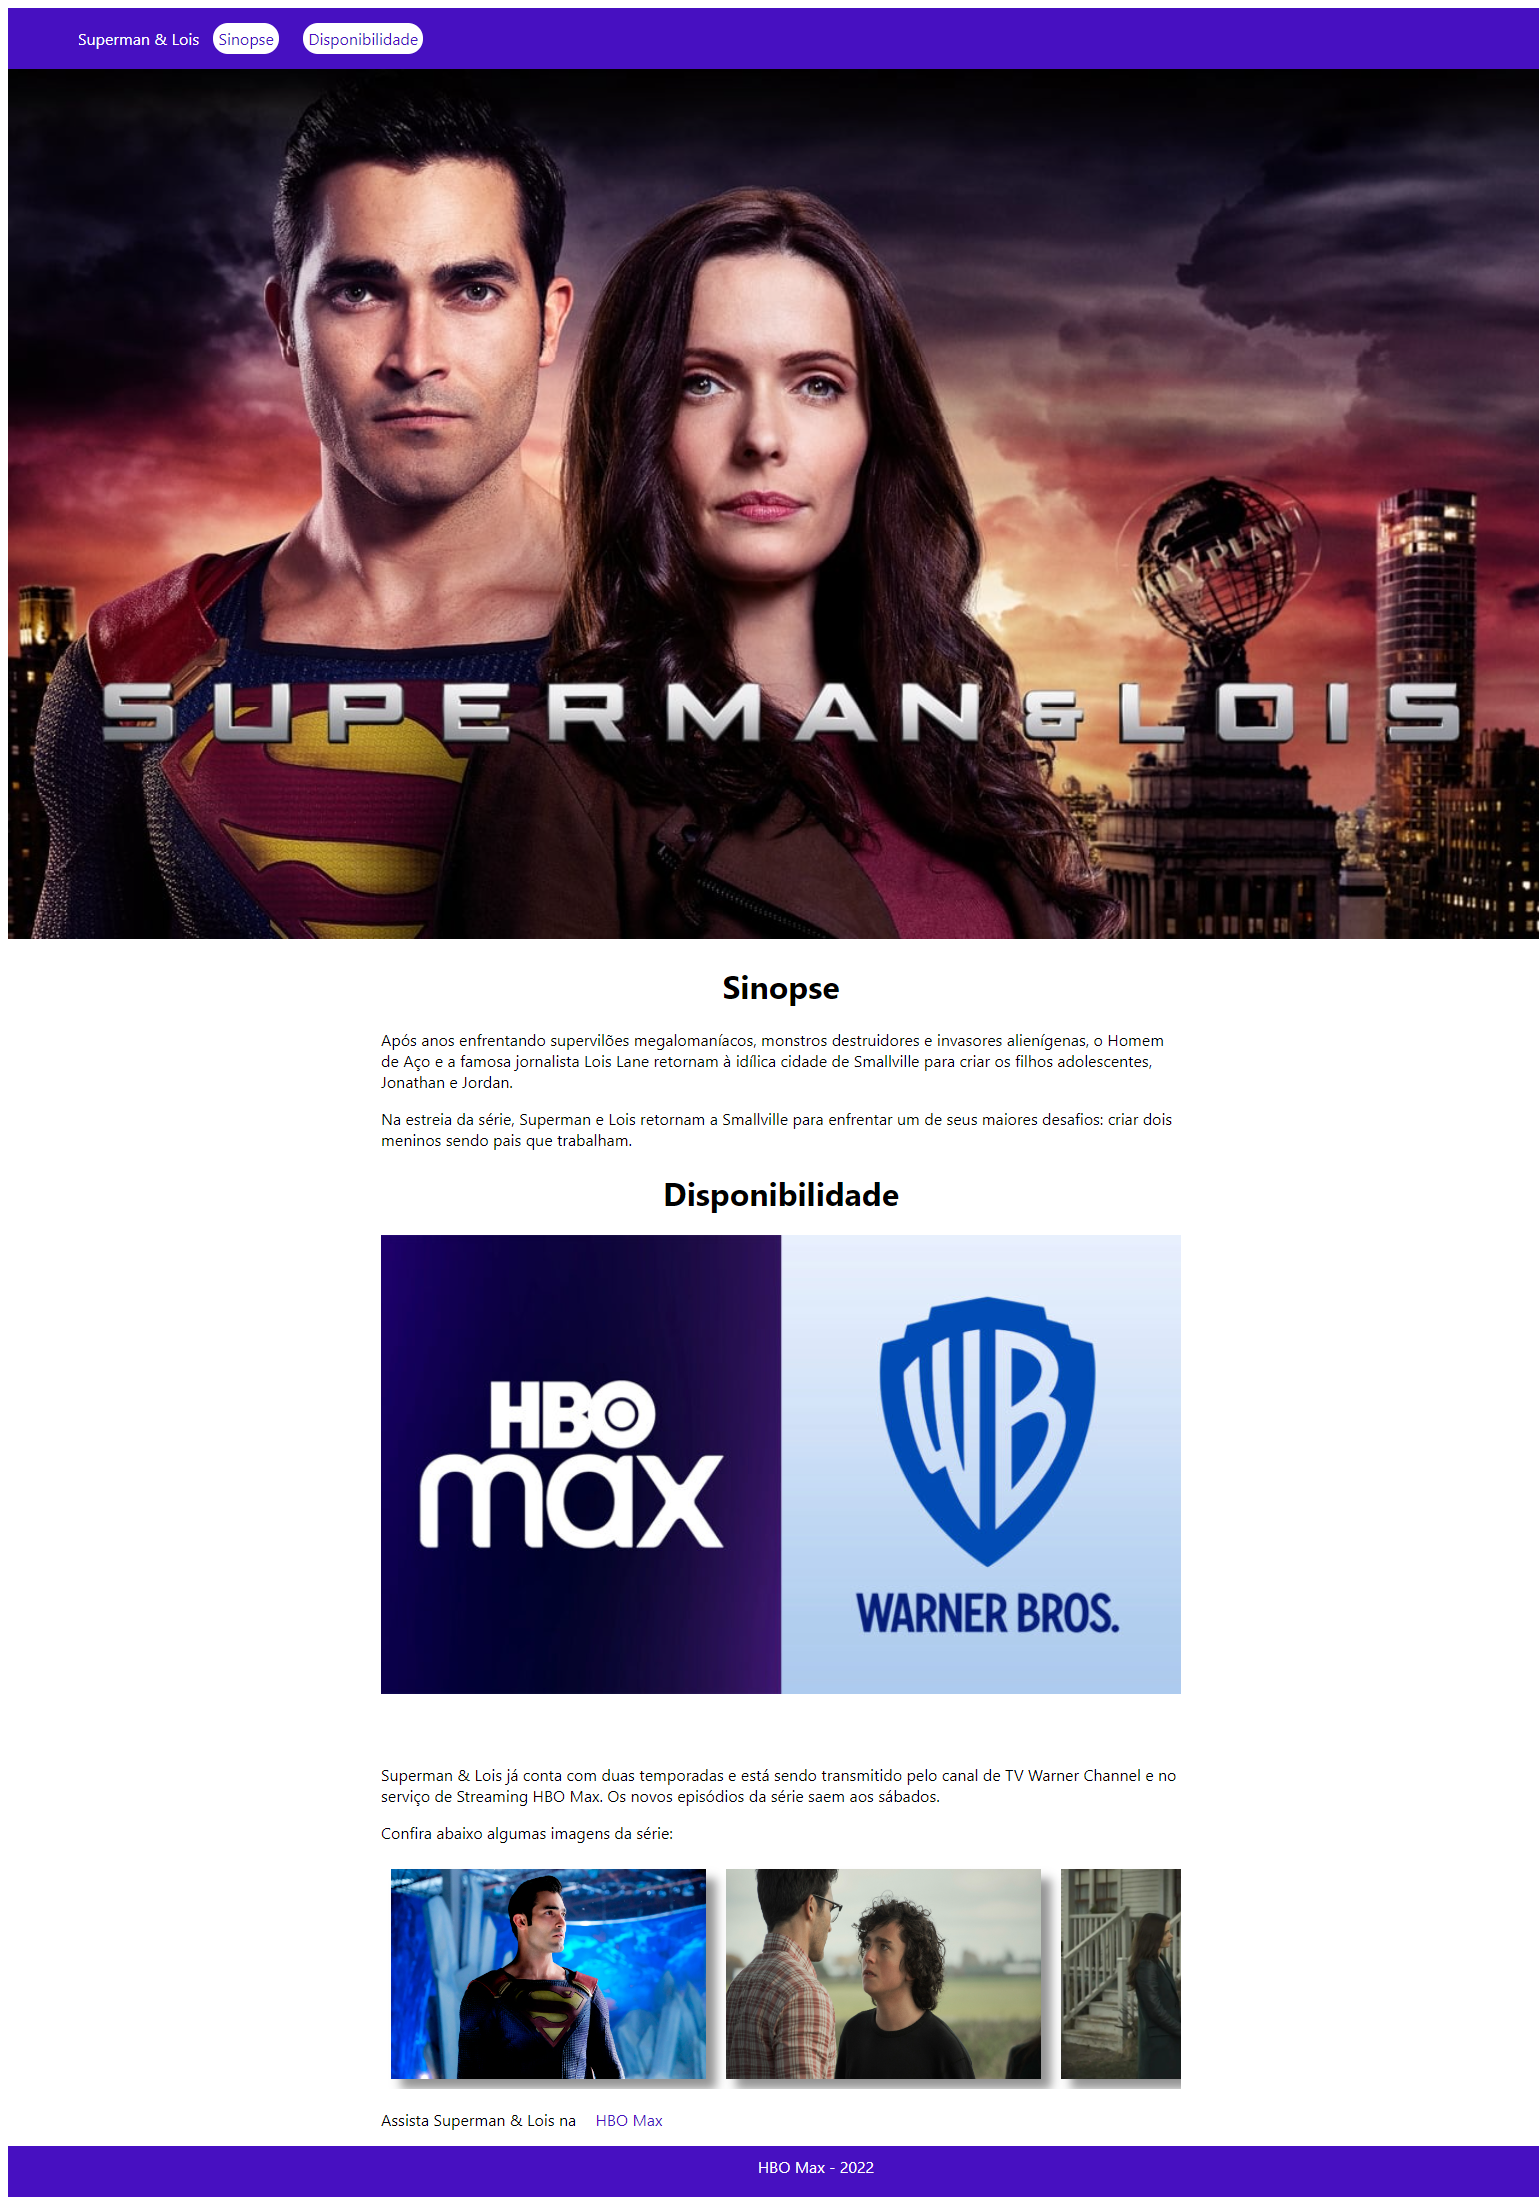 Superman & Lois Sinopse Disponibilidade
DAILY PLANET
SUPERMAN & LOIS
Sinopse
Após anos enfrentando supervilões megalomaníacos, monstros destruidores e invasores alienígenas, o Homem
de Aço e a famosa jornalista Lois Lane retornam à idílica cidade de Smallville para criar os filhos adolescentes,
Jonathan e Jordan.
Na estreia da série, Superman e Lois retornam a Smallville para enfrentar um de seus maiores desafios: criar dois
meninos sendo pais que trabalham.
Disponibilidade
HBO
max
WB
WARNER BROS.
Superman & Lois já conta com duas temporadas e está sendo transmitido pelo canal de TV Warner Channel e no
serviço de Streaming HBO Max. Os novos episódios da série saem aos sábados.
Confira abaixo algumas imagens da série:
Assista Superman & Lois na HBO Max
HBO Max - 2022